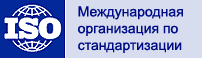 ISO
Международная
организация по
стандартизации